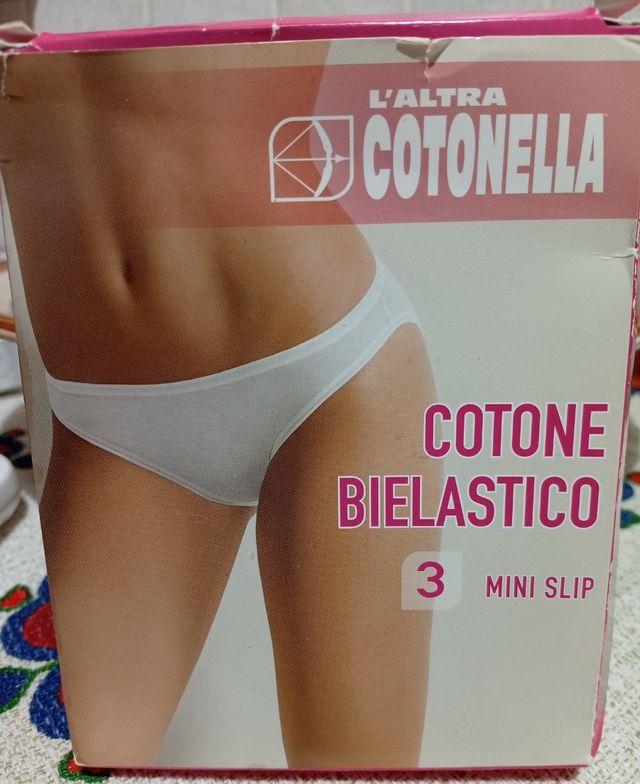 L'ALTRA
COTONELLA
COTONE
BIELASTICO
3 MINI SLIP